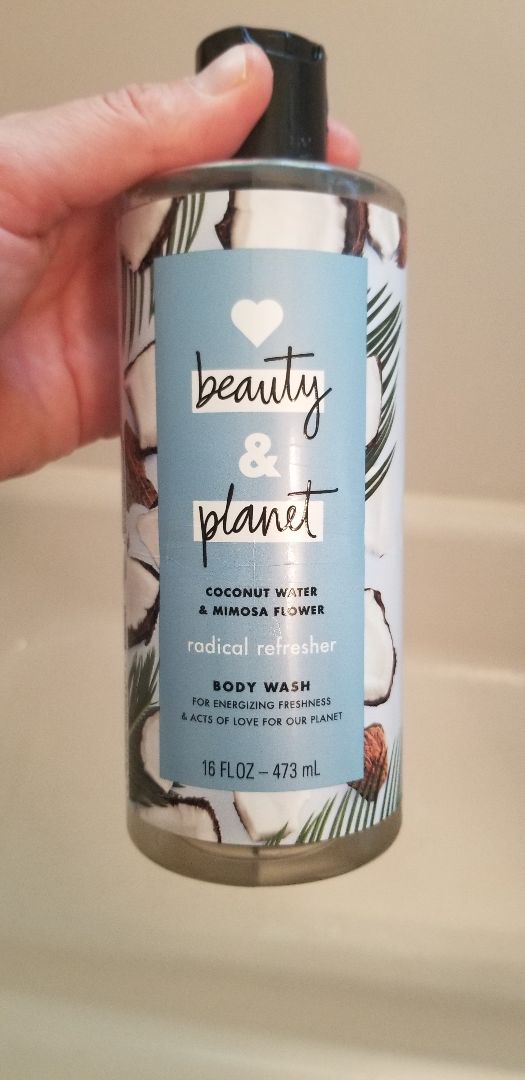 beauty
&
planet
COCONUT WATER
& MIMOSA FLOWER
radical refresher
BODY WASH
FOR ENERGIZING FRESHNESS
& ACTS OF LOVE FOR OUR PLANET
16 FL OZ – 473 mL